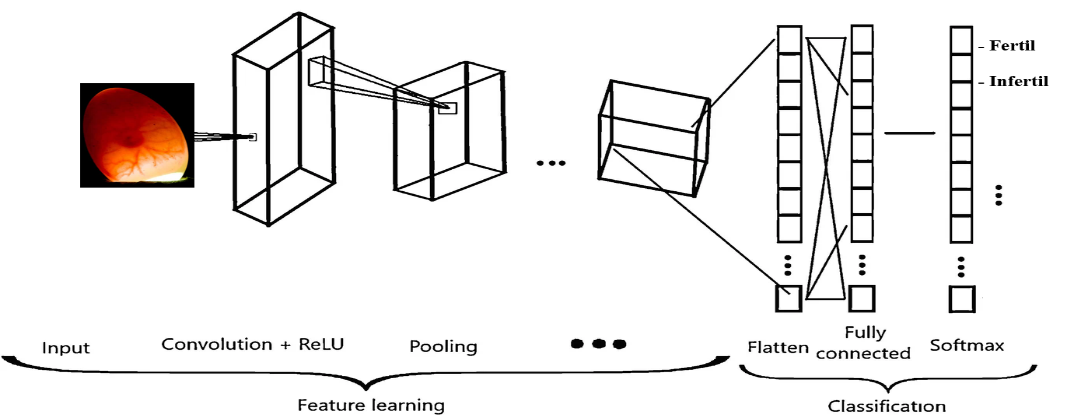 - Fertil
- Infertil
Input
Convolution + ReLU
Pooling
Flatten
Fully
connected
Softmax
Feature learning
Classification